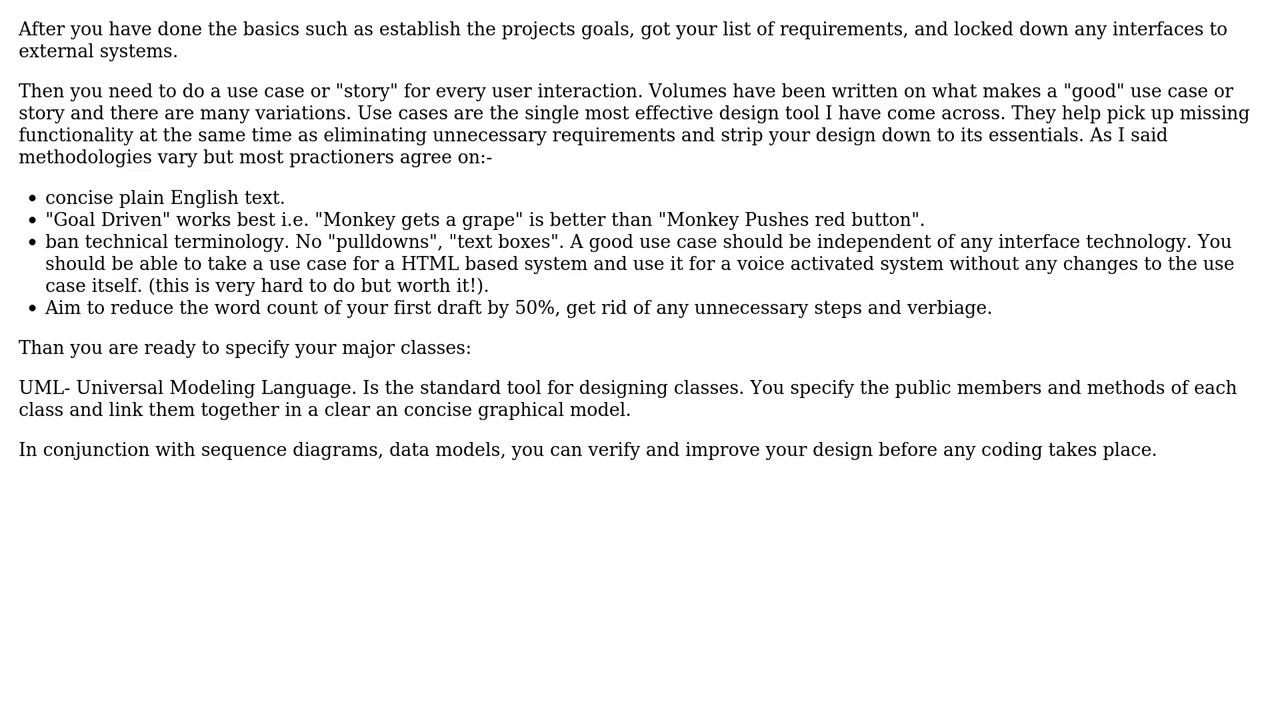 After you have done the basics such as establish the projects goals, got your list of requirements, and locked down any interfaces to
external systems.
Then you need to do a use case or "story" for every user interaction. Volumes have been written on what makes a "good" use case or
story and there are many variations. Use cases are the single most effective design tool I have come across. They help pick up missing
functionality at the same time as eliminating unnecessary requirements and strip your design down to its essentials. As I said
methodologies vary but most practioners agree on:-
• concise plain English text.
• "Goal Driven" works best i.e. "Monkey gets a grape" is better than "Monkey Pushes red button".
• ban technical terminology. No "pulldowns", "text boxes". A good use case should be independent of any interface technology. You
should be able to take a use case for a HTML based system and use it for a voice activated system without any changes to the use
case itself. (this is very hard to do but worth it!).
• Aim to reduce the word count of your first draft by 50%, get rid of any unnecessary steps and verbiage.
Than you are ready to specify your major classes:
UML- Universal Modeling Language. Is the standard tool for designing classes. You specify the public members and methods of each
class and link them together in a clear an concise graphical model.
In conjunction with sequence diagrams, data models, you can verify and improve your design before any coding takes place.